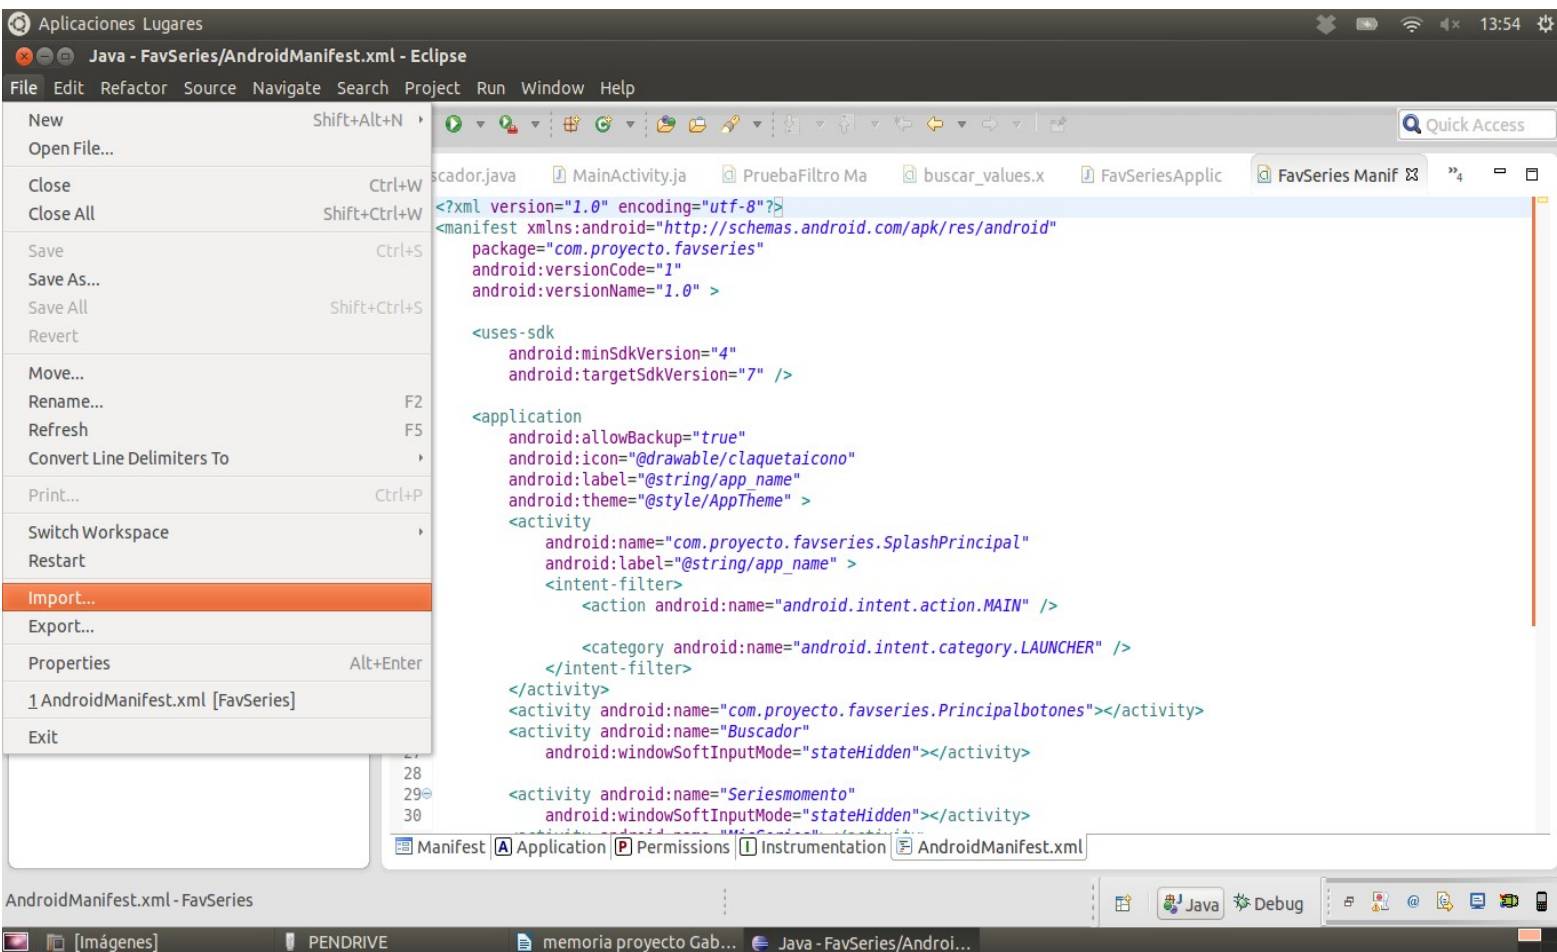 Aplicaciones Lugares 13:54
Java - FavSeries/AndroidManifest.xml - Eclipse
File Edit Refactor Source Navigate Search Project Run Window Help
New Shift+Alt+N
Open File...
Close Ctrl+W
Close All Shift+Ctrl+W
Save Ctrl+S
Save As...
Save All Shift+Ctrl+S
Revert
Move...
Rename... F2
Refresh F5
Convert Line Delimiters To
Print... Ctrl+P
Switch Workspace
Restart
Import...
Export...
Properties Alt+Enter
1 AndroidManifest.xml [FavSeries]
Exit
Quick Access
scador.java MainActivity.ja PruebaFiltro Ma buscar_values.x FavSeriesApplic FavSeries Manif »4
<?xml version="1.0" encoding="utf-8"?>
<manifest xmlns:android="http://schemas.android.com/apk/res/android"
package="com.proyecto.favseries"
android:versionCode="1"
android:versionName="1.0" >
<uses-sdk
android:minSdkVersion="4"
android:targetSdkVersion="7" />
<application
android:allowBackup="true"
android:icon="@drawable/claquetaicono"
android:label="@string/app_name"
android:theme="@style/AppTheme" >
<activity
android:name="com.proyecto.favseries.SplashPrincipal"
android:label="@string/app_name" >
<intent-filter>
<action android:name="android.intent.action.MAIN" />
<category android:name="android.intent.category.LAUNCHER" />
</intent-filter>
</activity>
<activity android:name="com.proyecto.favseries.Principalbotones"></activity>
<activity android:name="Buscador"
android:windowSoftInputMode="stateHidden"></activity>
28
29 <activity android:name="Seriesmomento"
30 android:windowSoftInputMode="stateHidden"></activity>
Manifest A Application P Permissions I Instrumentation AndroidManifest.xml
AndroidManifest.xml - FavSeries Java Debug
[Imágenes] PENDRIVE memoria proyecto Gab... Java - FavSeries/Androi...